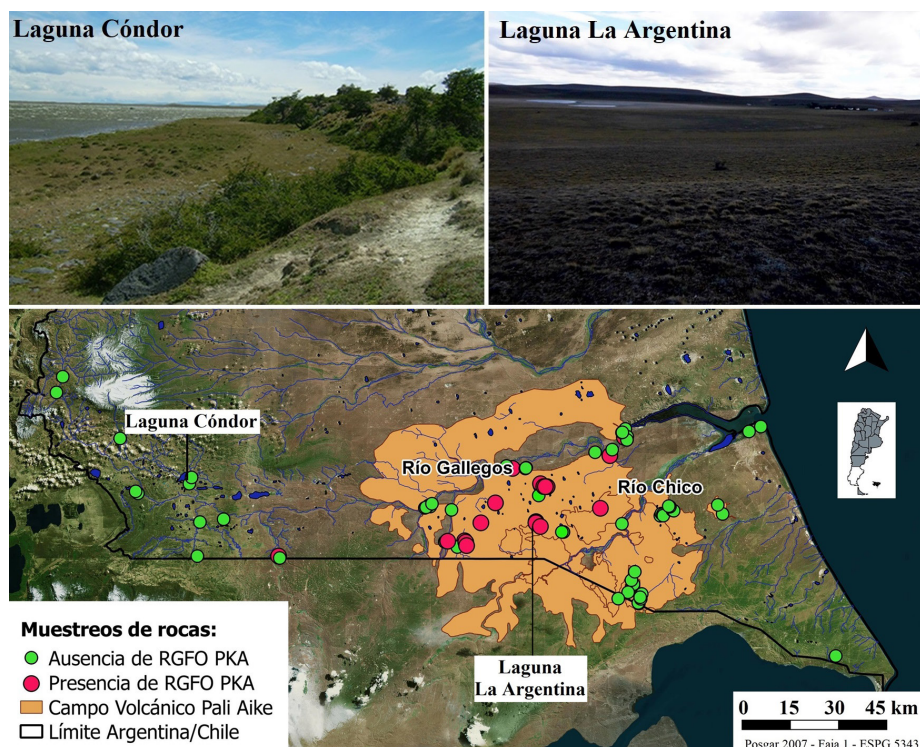 Laguna Cóndor
Laguna La Argentina
Laguna Cóndor
Río Gallegos
Río Chico
Muestreos de rocas:
Ausencia de RGFO PKA
Presencia de RGFO PKA
Campo Volcánico Pali Aike
Límite Argentina/Chile
Laguna
La Argentina
0 15 30 45 km
Posgar 2007 - Faja 1 - ESPG 5343